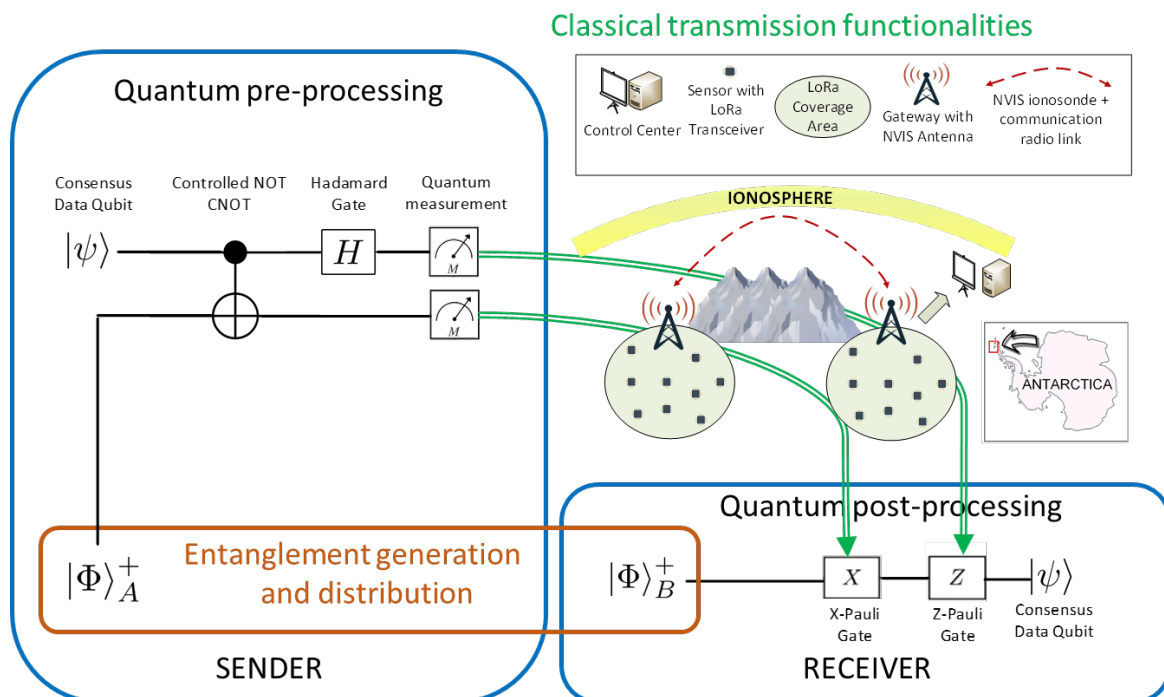 Classical transmission functionalities
Quantum pre-processing
Control Center
Sensor with
LoRa
Transceiver
LoRa
Coverage
Area
Gateway with
NVIS Antenna
NVIS ionosonde +
communication
radio link
Consensus
Data Qubit
Controlled NOT
CNOT
Hadamard
Gate
Quantum
measurement
IONOSPHERE
|ψ⟩
H
M
M
ANTARCTICA
Quantum post-processing
Entanglement generation
and distribution
|Φ⟩⁺_A
|Φ⟩⁺_B
X
Z
|ψ⟩
X-Pauli
Gate
Z-Pauli
Gate
Consensus
Data Qubit
SENDER
RECEIVER